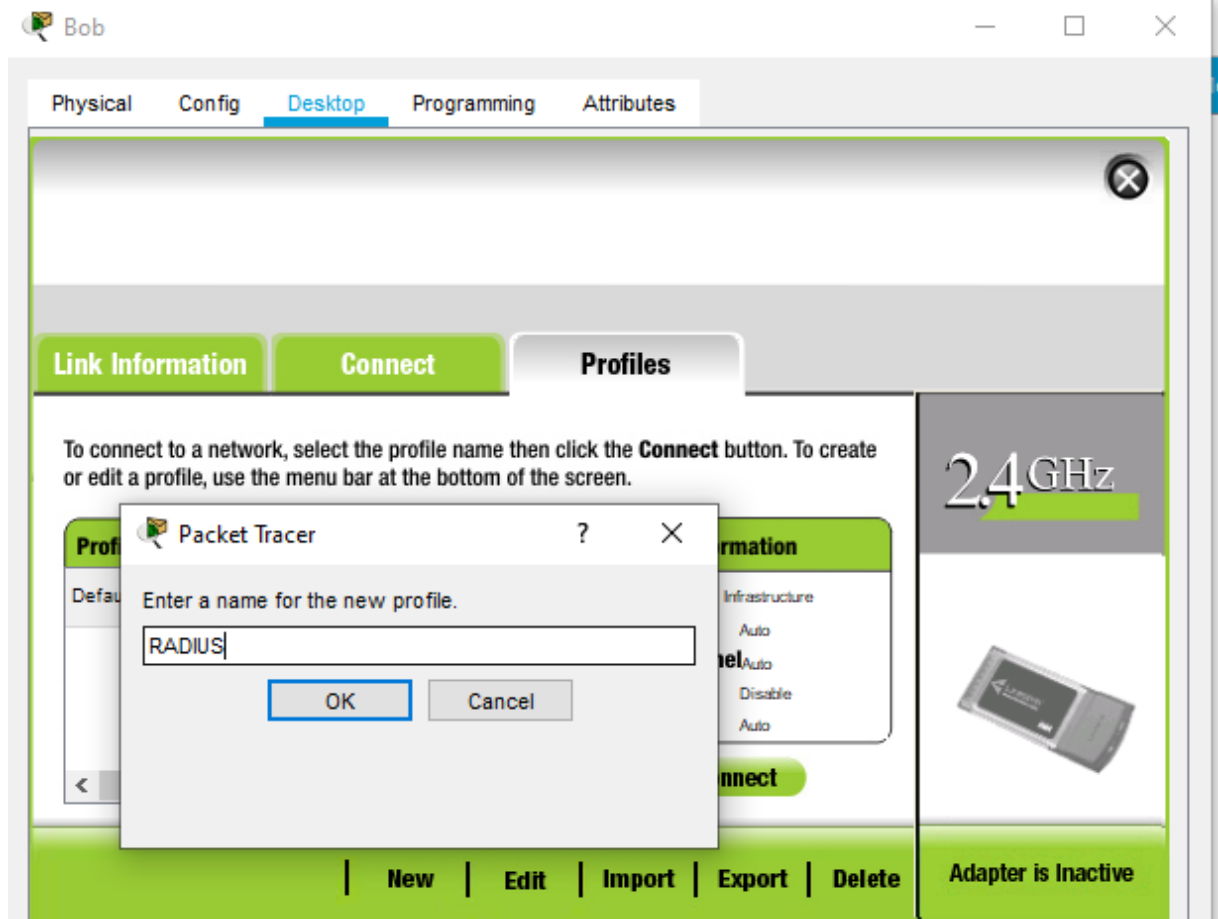 Bob
Physical Config Desktop Programming Attributes
Link Information Connect Profiles
To connect to a network, select the profile name then click the Connect button. To create
or edit a profile, use the menu bar at the bottom of the screen.
2.4GHz
Packet Tracer ?
Profi
rmation
Defau
Enter a name for the new profile.
Infrastructure
RADIUS
Auto
nel Auto
OK Cancel
Disable
Auto
nnect
New Edit Import Export Delete
Adapter is Inactive